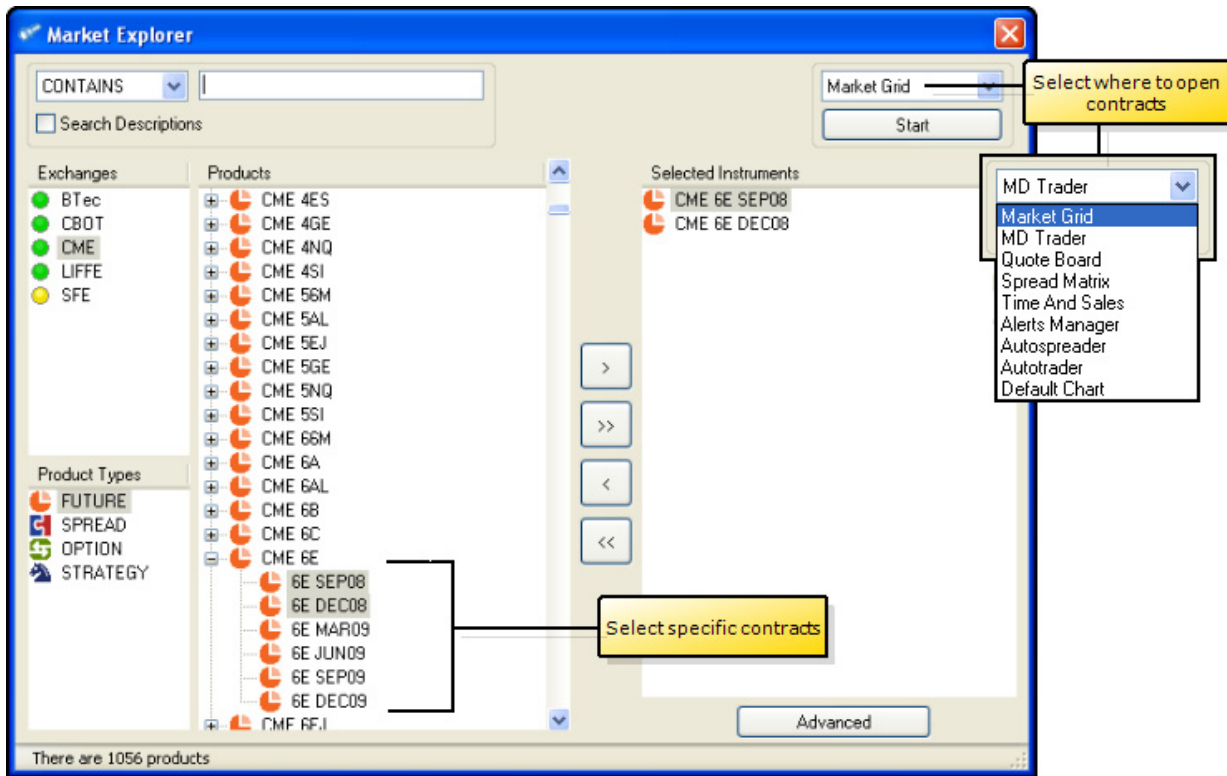 Market Explorer
CONTAINS
Search Descriptions
Market Grid
Start
Select where to open
contracts
Exchanges
BTec
CBOT
CME
LIFFE
SFE
Product Types
FUTURE
SPREAD
OPTION
STRATEGY
Products
CME 4ES
CME 4GE
CME 4NQ
CME 4SI
CME 56M
CME 5AL
CME 5EJ
CME 5GE
CME 5NQ
CME 5SI
CME 66M
CME 6A
CME 6AL
CME 6B
CME 6C
CME 6E
6E SEP08
6E DEC08
6E MAR09
6E JUN09
6E SEP09
6E DEC09
CME 6EJ
>
>>
<
<<
Select specific contracts
Selected Instruments
CME 6E SEP08
CME 6E DEC08
MD Trader
Market Grid
MD Trader
Quote Board
Spread Matrix
Time And Sales
Alerts Manager
Autospreader
Autotrader
Default Chart
Advanced
There are 1056 products